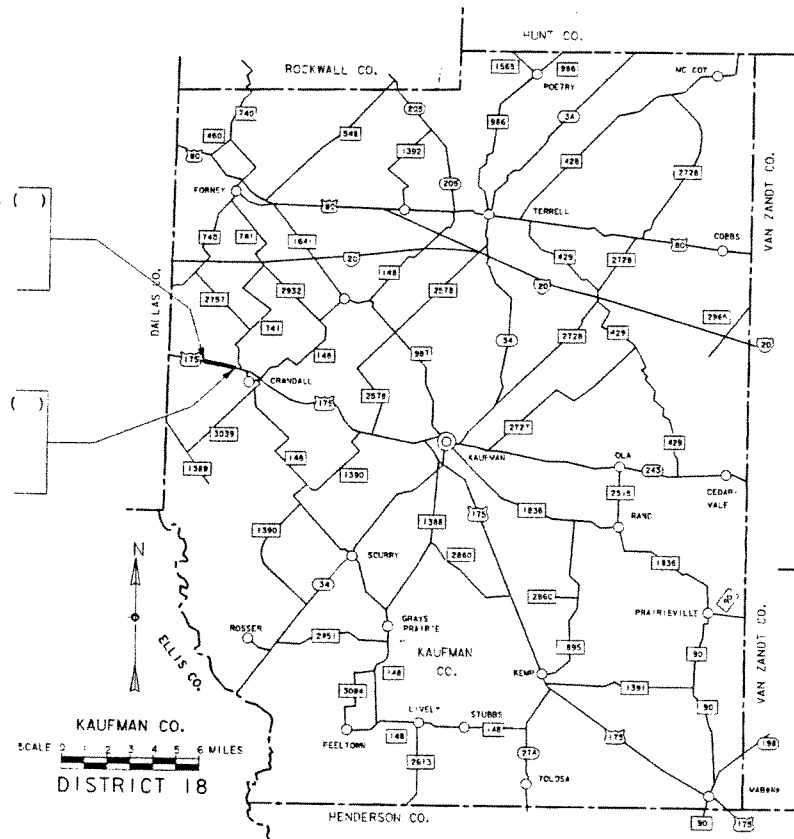 HUNT CO.
ROCKWALL CO.
1565
986
POETRY
MC COY
740
205
460
548
986
34
80
1392
428
2728
FORNEY
80
205
TERRELL
740
741
1641
COBBS
VAN ZANDT CO.
( )
20
148
429
2728
80
2757
2932
2578
20
DALLAS CO.
741
148
987
34
2728
429
2965
20
175
CRANDALL
2578
175
( )
3039
148
1389
1390
KAUFMAN
2727
OLA
429
243
CEDAR-
VALE
2515
RAND
1390
1388
175
1836
SCURRY
2860
1836
N
34
2860
PRAIRIEVILLE
ROSSER
GRAYS
PRAIRIE
2451
KAUFMAN
CO.
ELLIS CO.
148
KEMP
1895
90
1391
VAN ZANDT CO.
3094
90
LIVELY
STUBBS
KAUFMAN CO.
PEELTOWN
148
148
175
198
SCALE 0 1 2 3 4 5 6 MILES
2613
274
DISTRICT 18
TOLOSA
MABANK
HENDERSON CO.
90
175